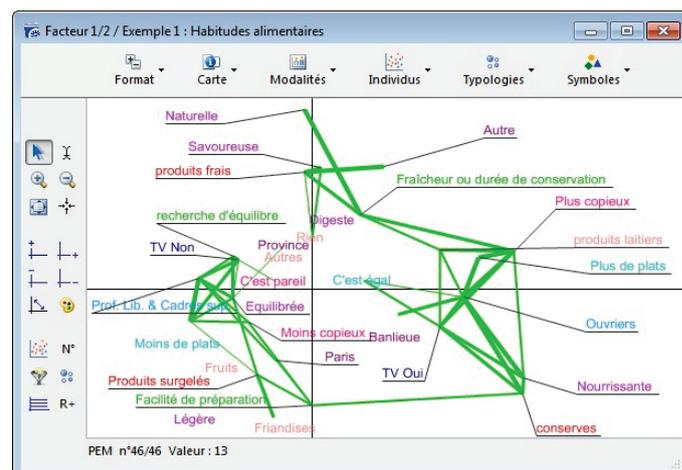 Facteur 1/2 / Exemple 1 : Habitudes alimentaires
Format Carte Modalités Individus Typologies Symboles
Naturelle
Autre
Savoureuse
produits frais
Fraîcheur ou durée de conservation
Plus copieux
recherche d'équilibre
Digeste
Rien
produits laitiers
TV Non
Province
Autres
Plus de plats
C'est pareil
C'est égal
Prof. Lib. & Cadres sup.
Equilibrée
Ouvriers
Moins copieux
Banlieue
Moins de plats
Paris
Fruits
TV Oui
Produits surgelés
Nourrissante
Facilité de préparation
Légère
Friandises
conserves
N°
R+
PEM n°46/46 Valeur : 13